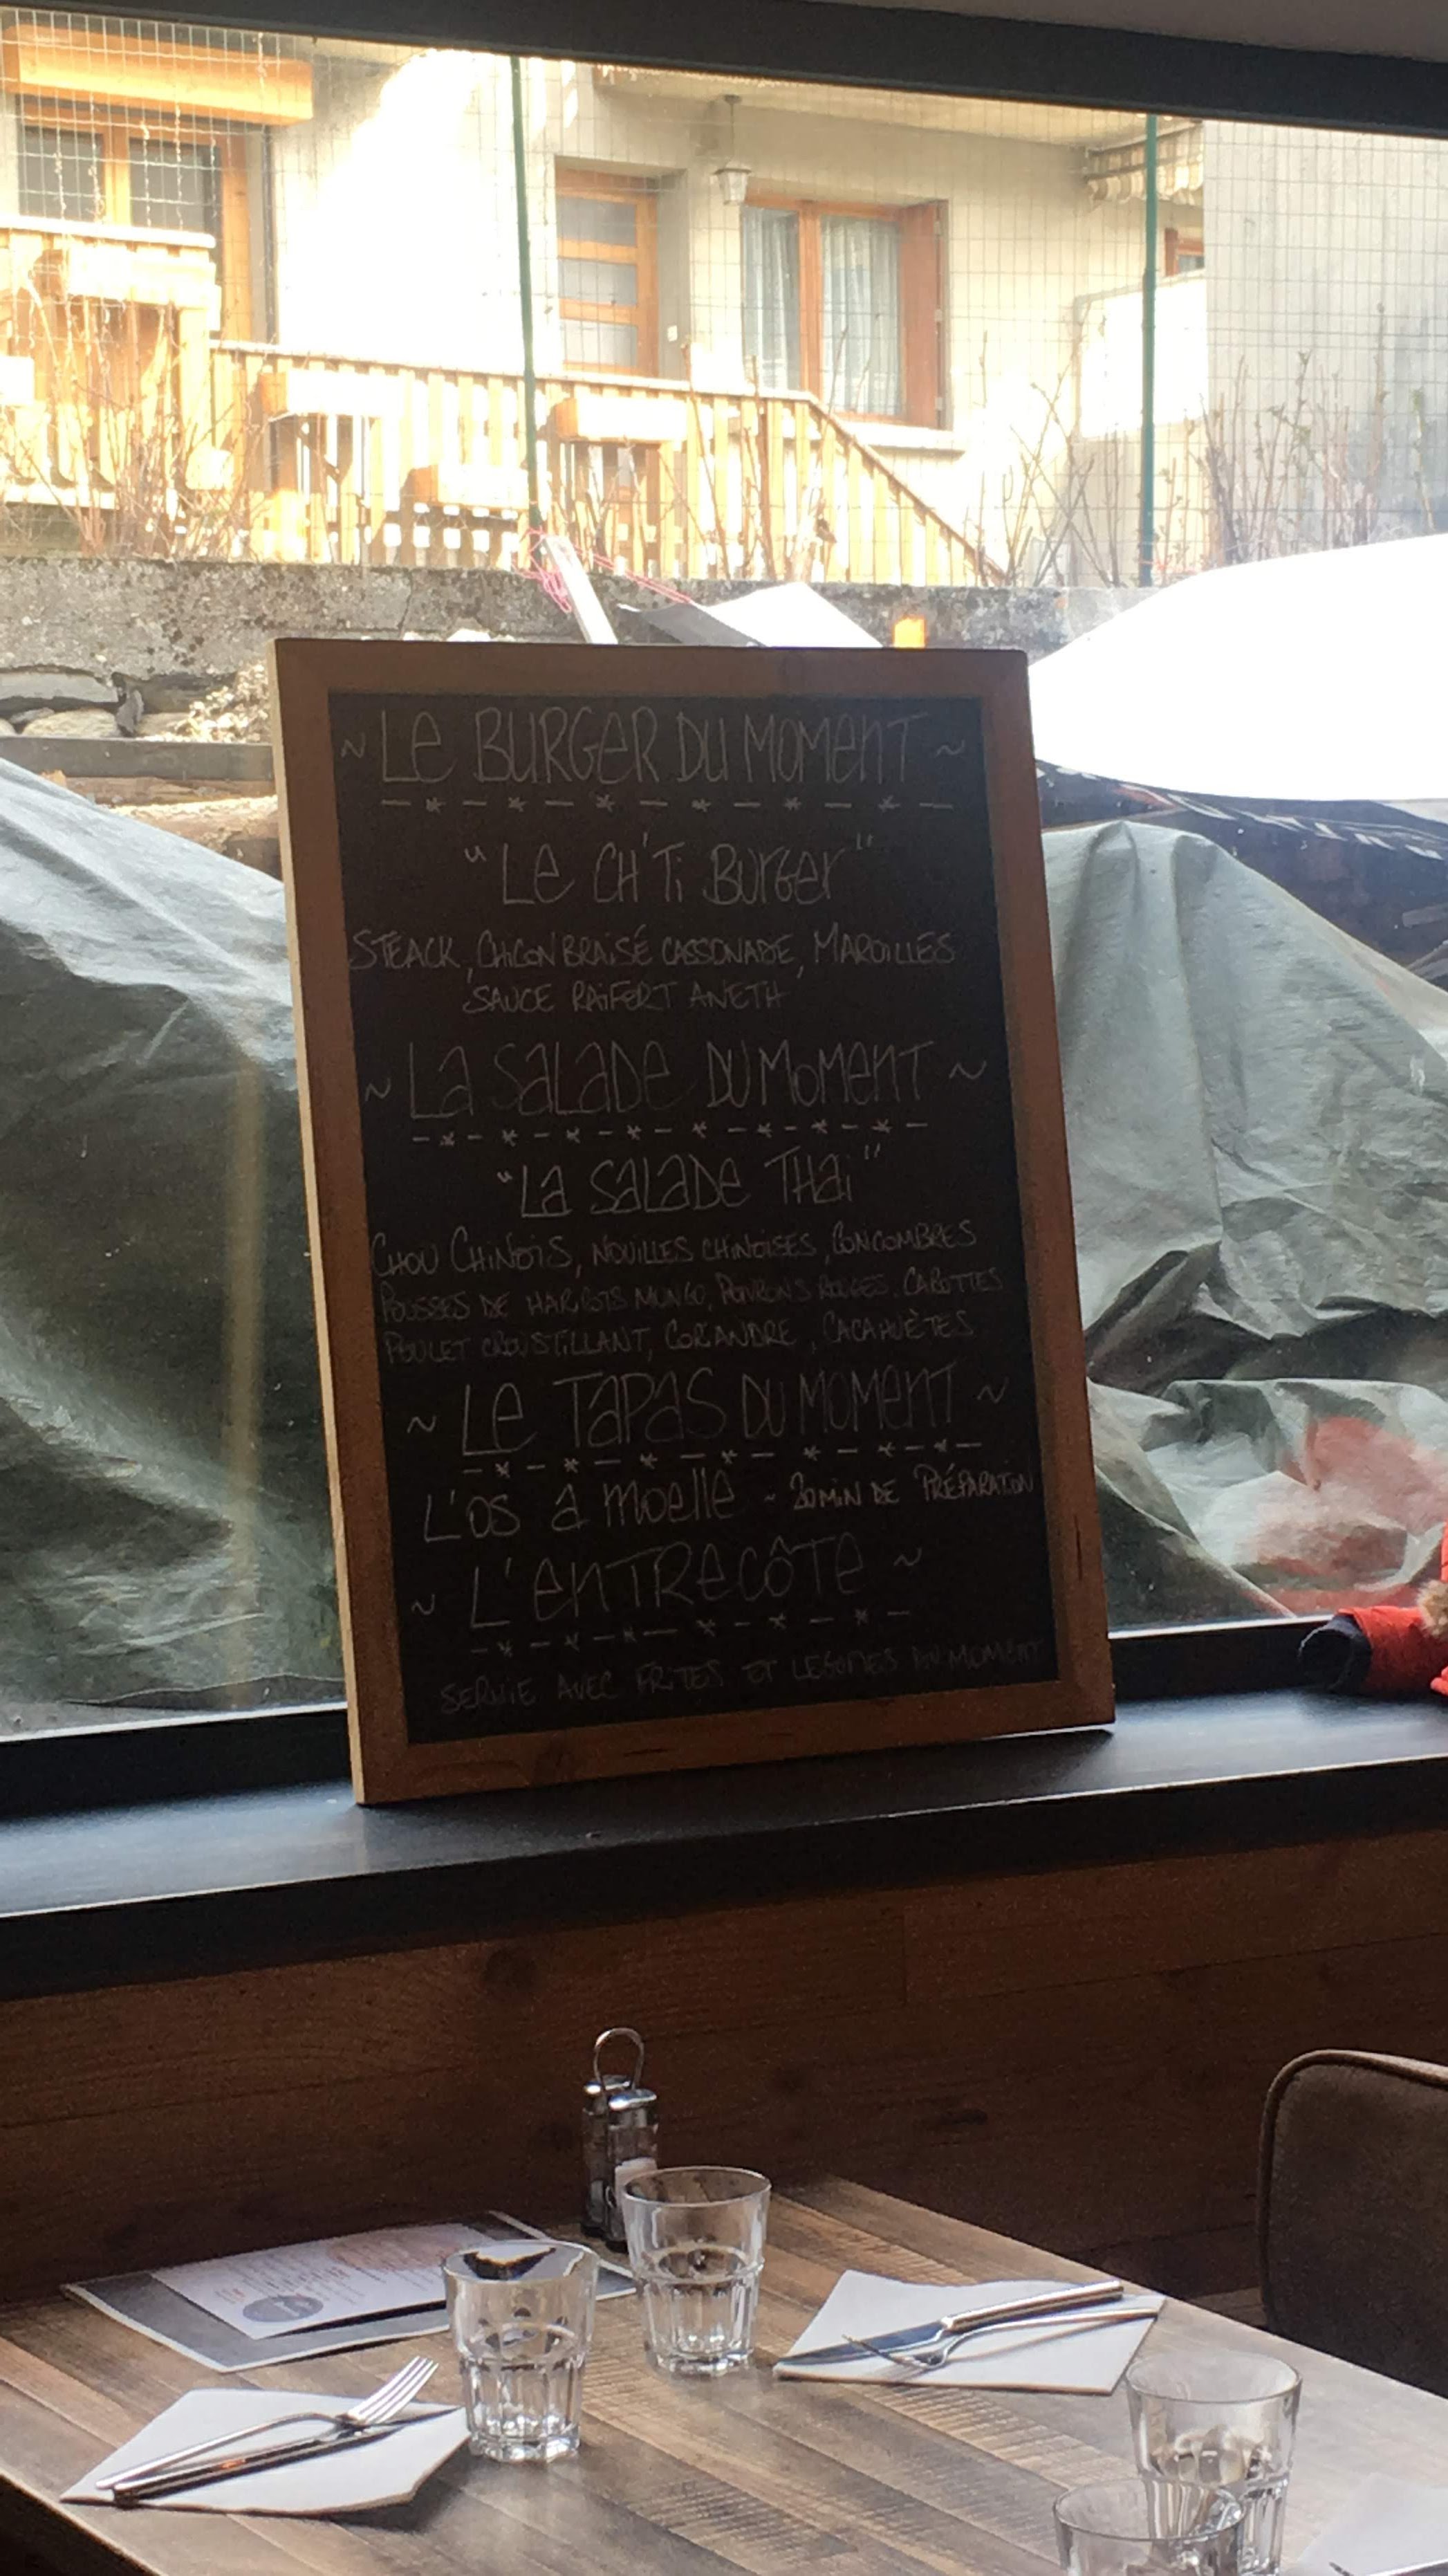 ~ Le BURGER DU MOMENT ~
"Le CH'Ti Burger"
STEACK, CHICON BRAISÉ CASSONADE, MAROILLES
SAUCE RAIFORT ANETH
~ La SALADE DU MOMENT ~
"La SALADE THAi"
CHOU CHINOIS, NOUILLES CHINOISES, CONCOMBRES
POUSSES DE HARICOTS MUNGO, POIVRONS ROUGES, CAROTTES
POULET CROUSTILLANT, CORIANDRE, CACAHUÈTES
~ Le TAPAS DU MOMENT ~
L'os à moelle - 20 MIN DE PRÉPARATION
~ L'ENTRECÔTE ~
SERVIE AVEC FRITES ET LEGUMES DU MOMENT